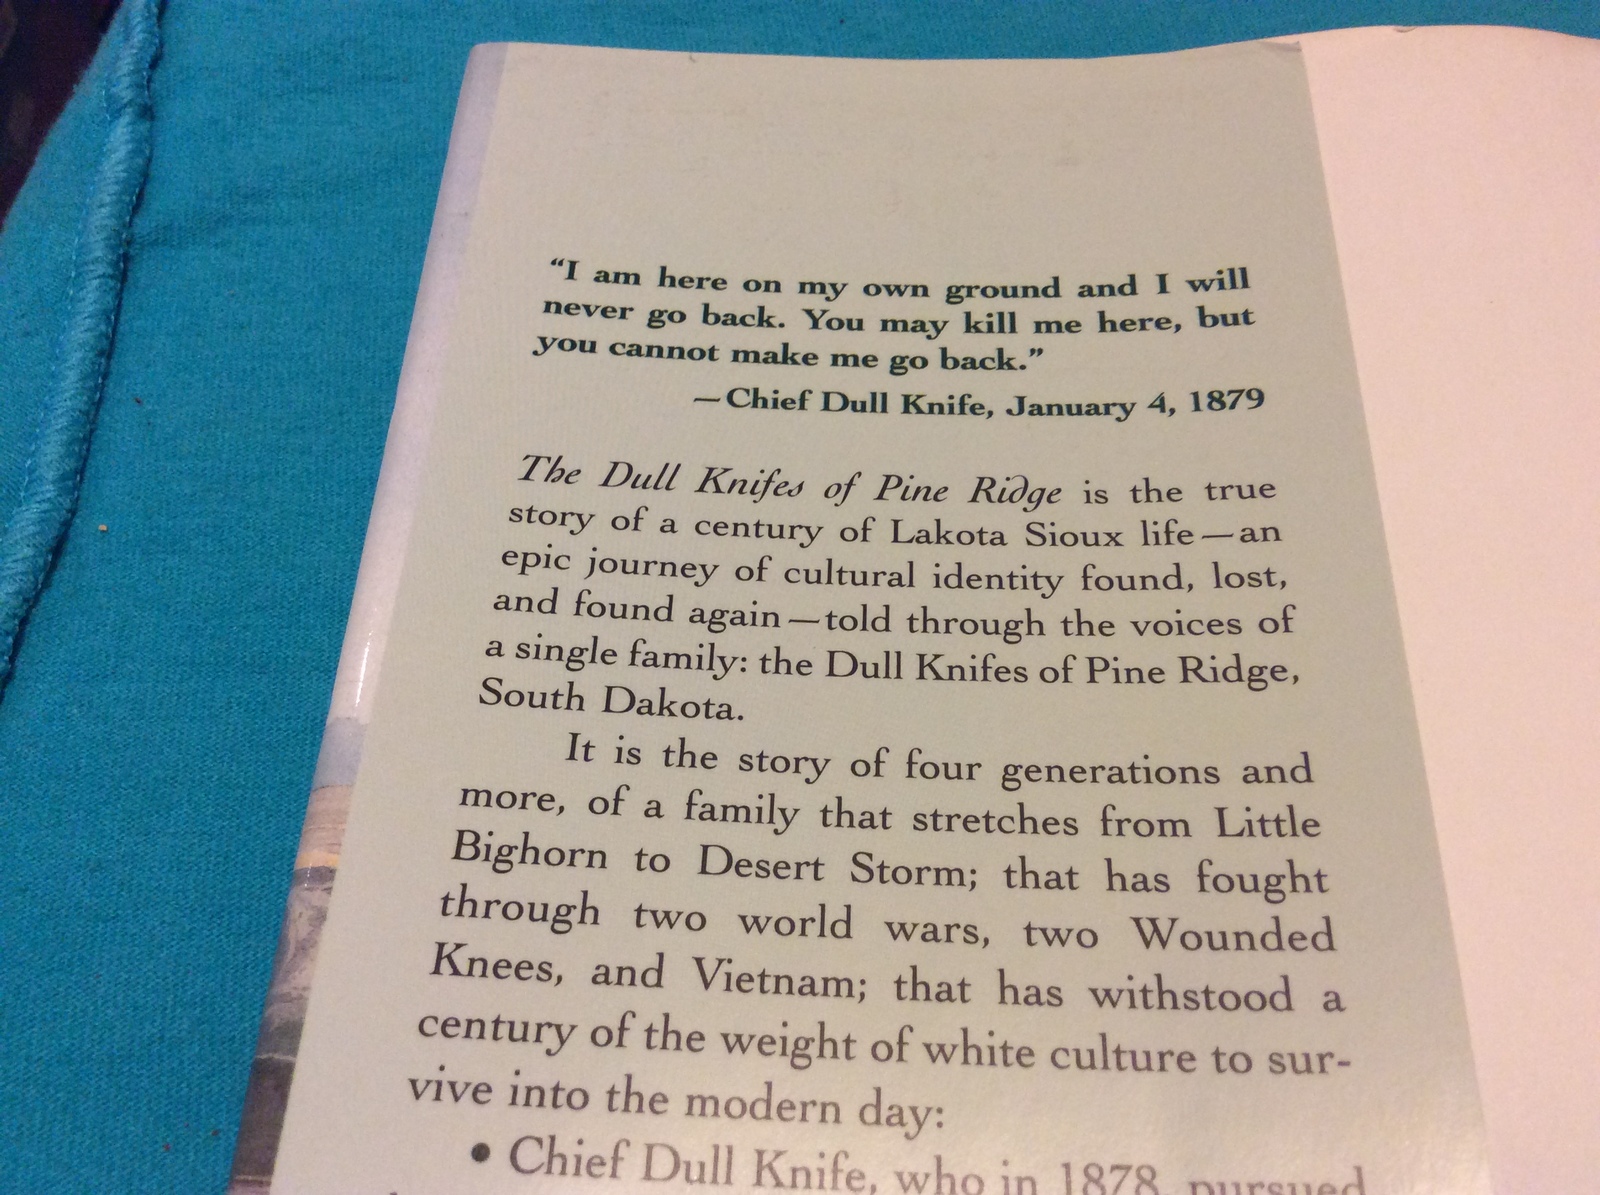 “I am here on my own ground and I will
never go back. You may kill me here, but
you cannot make me go back.”
—Chief Dull Knife, January 4, 1879
The Dull Knifes of Pine Ridge is the true
story of a century of Lakota Sioux life—an
epic journey of cultural identity found, lost,
and found again—told through the voices of
a single family: the Dull Knifes of Pine Ridge,
South Dakota.
It is the story of four generations and
more, of a family that stretches from Little
Bighorn to Desert Storm; that has fought
through two world wars, two Wounded
Knees, and Vietnam; that has withstood a
century of the weight of white culture to sur-
vive into the modern day:
• Chief Dull Knife, who in 1878, pursued